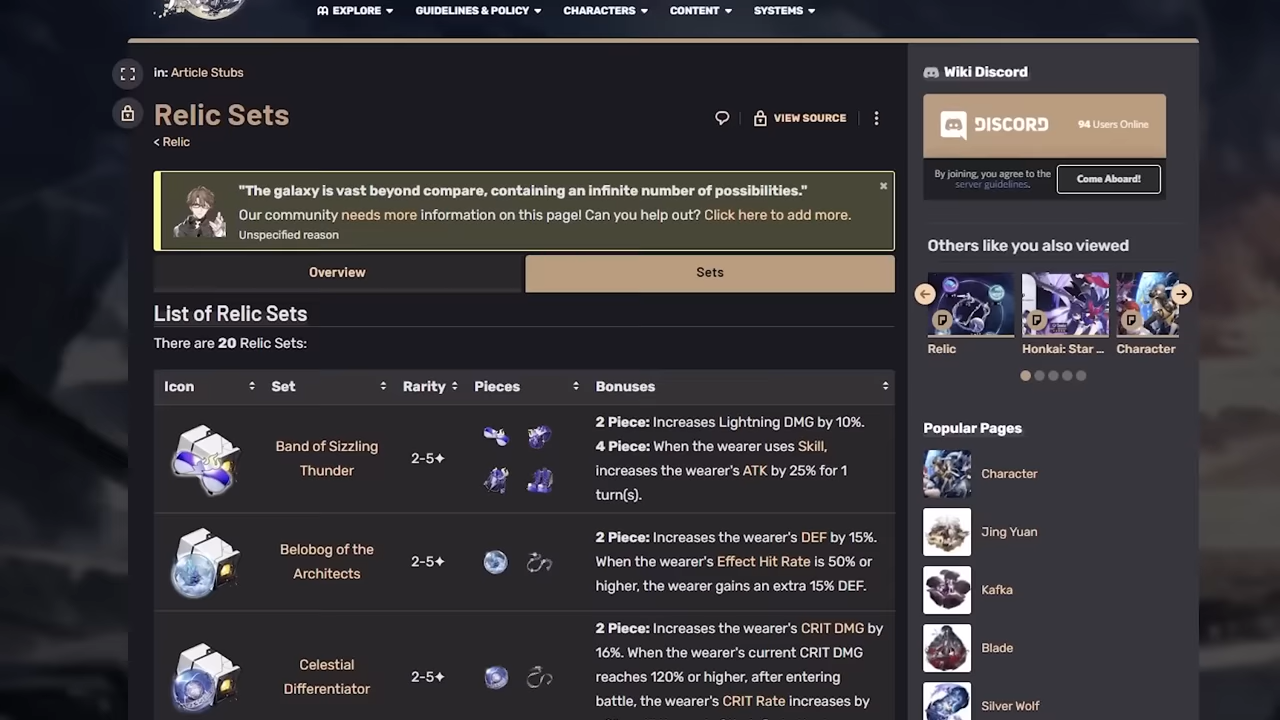 EXPLORE
GUIDELINES & POLICY
CHARACTERS
CONTENT
SYSTEMS
in: Article Stubs
Relic Sets
VIEW SOURCE
< Relic
"The galaxy is vast beyond compare, containing an infinite number of possibilities."
Our community needs more information on this page! Can you help out? Click here to add more.
Unspecified reason
Overview
Sets
List of Relic Sets
There are 20 Relic Sets:
Icon
Set
Rarity
Pieces
Bonuses
Band of Sizzling
Thunder
2-5✦
2 Piece: Increases Lightning DMG by 10%.
4 Piece: When the wearer uses Skill,
increases the wearer's ATK by 25% for 1
turn(s).
Belobog of the
Architects
2-5✦
2 Piece: Increases the wearer's DEF by 15%.
When the wearer's Effect Hit Rate is 50% or
higher, the wearer gains an extra 15% DEF.
Celestial
Differentiator
2-5✦
2 Piece: Increases the wearer's CRIT DMG by
16%. When the wearer's current CRIT DMG
reaches 120% or higher, after entering
battle, the wearer's CRIT Rate increases by
Wiki Discord
DISCORD
94 Users Online
By joining, you agree to the
server guidelines.
Come Aboard!
Others like you also viewed
Relic
Honkai: Star ...
Character
Popular Pages
Character
Jing Yuan
Kafka
Blade
Silver Wolf